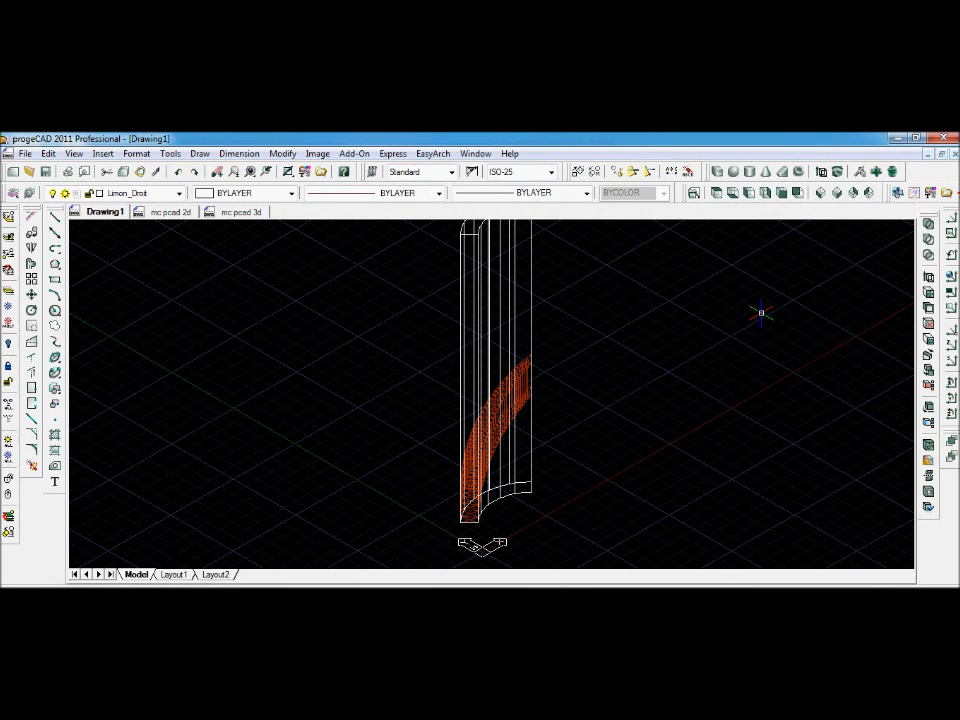 progeCAD 2011 Professional - [Drawing1]
File Edit View Insert Format Tools Draw Dimension Modify Image Add-On Express EasyArch Window Help
Standard ISO-25
Limon_Droit BYLAYER BYLAYER BYLAYER BYCOLOR
Drawing1 mc pcad 2d mc pcad 3d
Model Layout1 Layout2